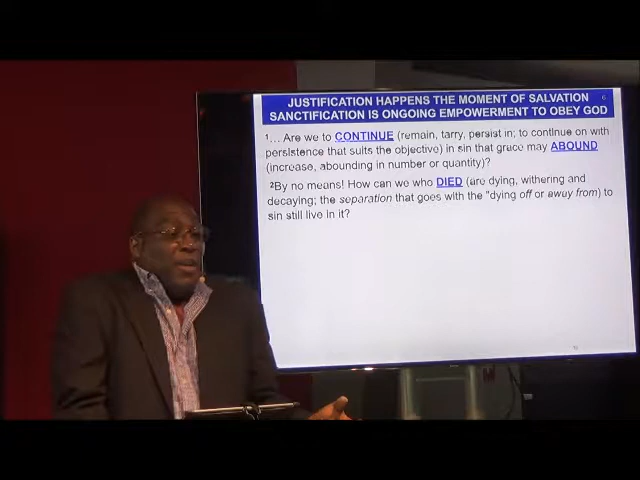 JUSTIFICATION HAPPENS THE MOMENT OF SALVATION 6
SANCTIFICATION IS ONGOING EMPOWERMENT TO OBEY GOD
¹… Are we to CONTINUE (remain, tarry, persist in; to continue on with
persistence that suits the objective) in sin that grace may ABOUND
(increase, abounding in number or quantity)?
²By no means! How can we who DIED (are dying, withering and
decaying; the separation that goes with the "dying off or away from) to
sin still live in it?